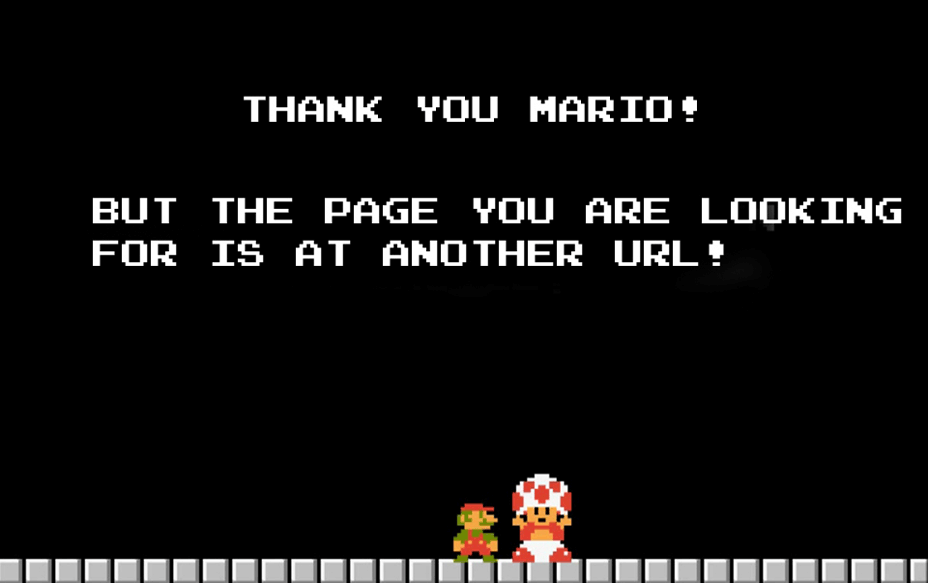 THANK YOU MARIO!
BUT THE PAGE YOU ARE LOOKING
FOR IS AT ANOTHER URL!